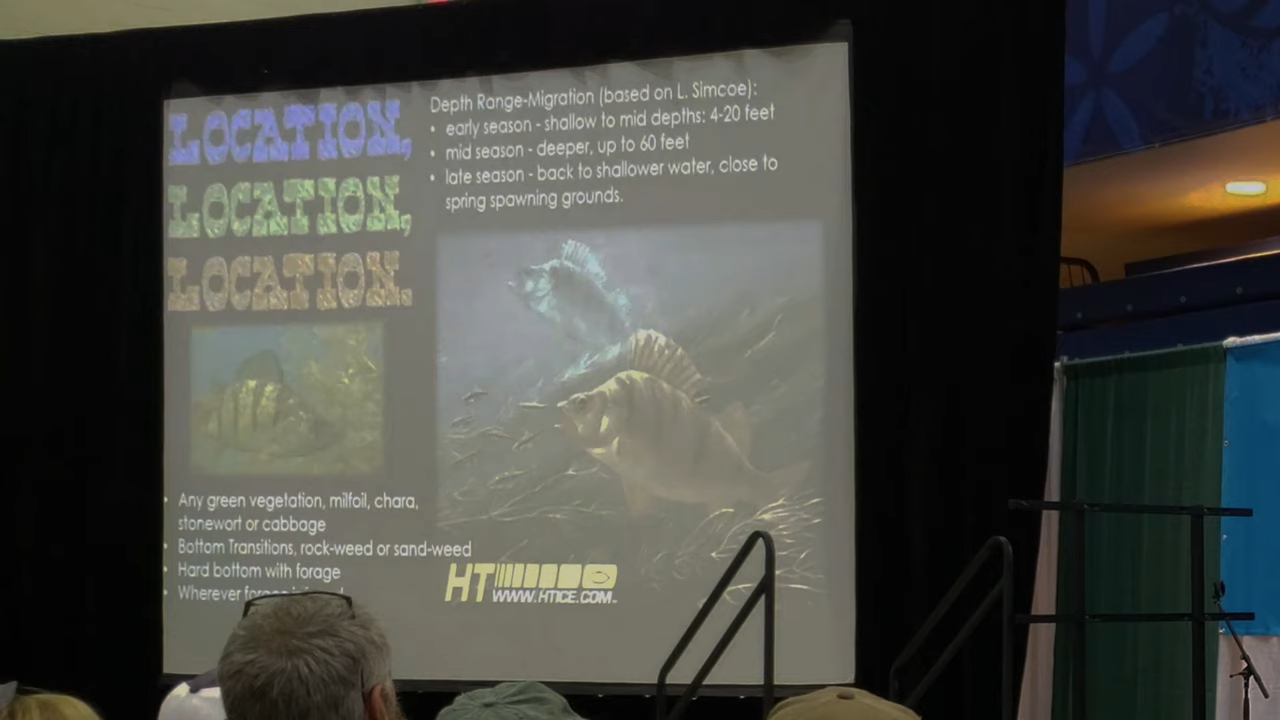 LOCATION,
LOCATION,
LOCATION.
Depth Range-Migration (based on L. Simcoe):
• early season - shallow to mid depths: 4-20 feet
• mid season - deeper, up to 60 feet
• late season - back to shallower water, close to
spring spawning grounds.
• Any green vegetation, milfoil, chara,
stonewort or cabbage
• Bottom Transitions, rock-weed or sand-weed
• Hard bottom with forage
• Wherever
HT
WWW.HTICE.COM